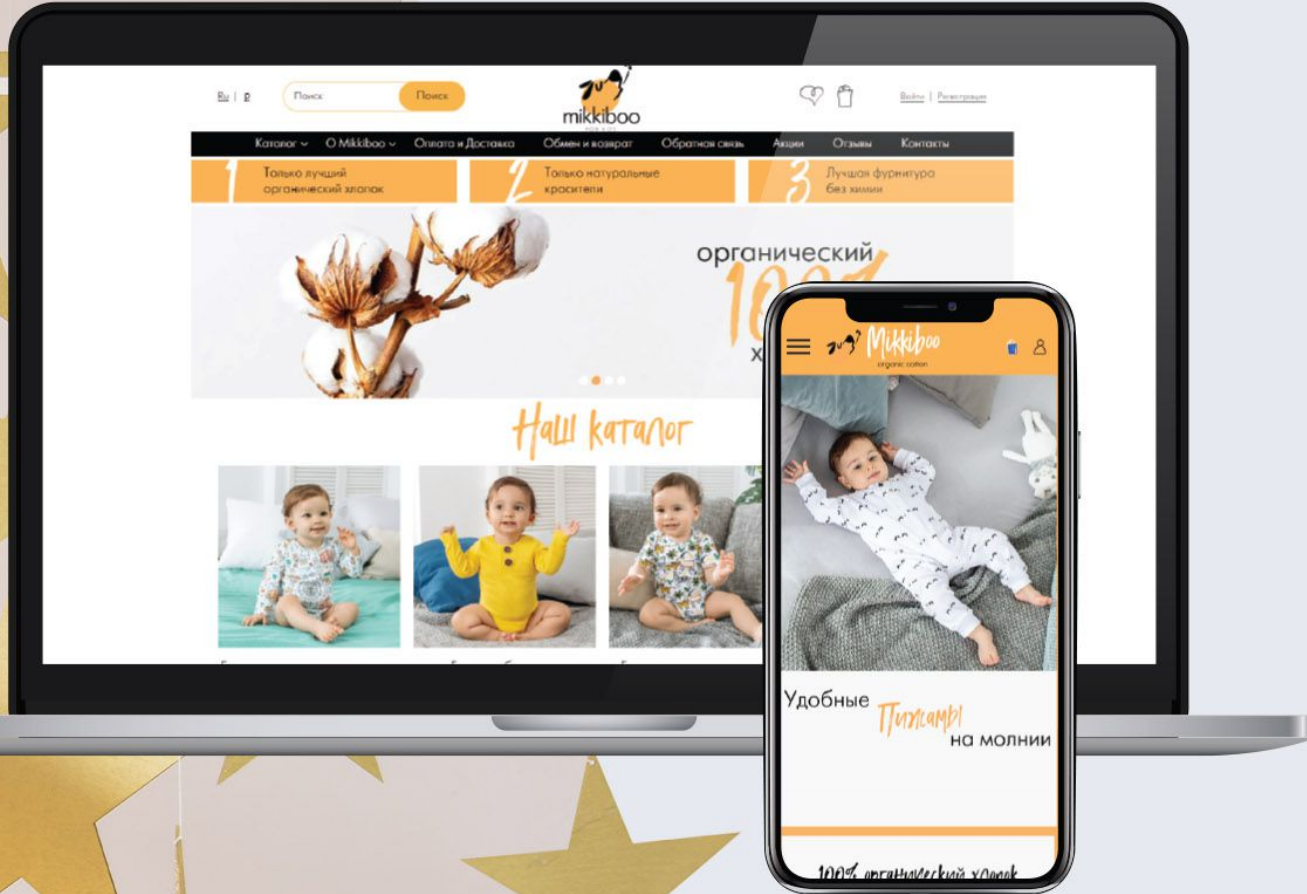 Ru | ₽
Поиск
Поиск
mikkiboo
FOR KIDS
Войти | Регистрация
Каталог О Mikkiboo Оплата и Доставка Обмен и возврат Обратная связь Акции Отзывы Контакты
1 Только лучший
органический хлопок
2 Только натуральные
красители
3 Лучшая фурнитура
без химии
органический
Наш каталог
Mikkiboo
organic cotton
Удобные
Пижамы
на молнии
100% органический хлопок